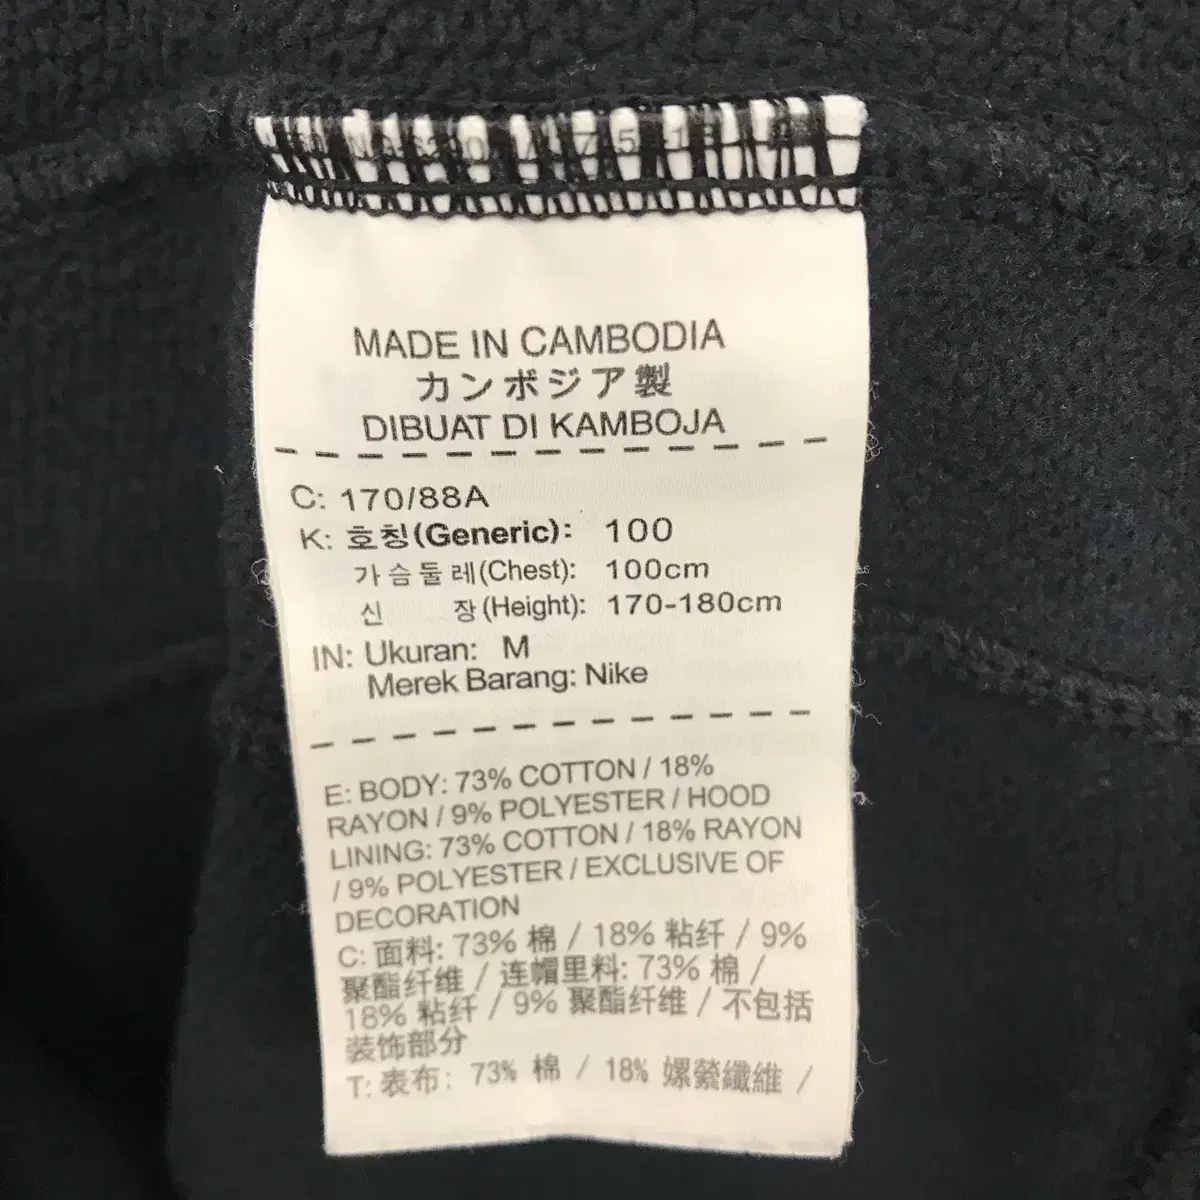 MADE IN CAMBODIA
カンボジア製
DIBUAT DI KAMBOJA
C: 170/88A
K: 호칭(Generic): 100
가슴둘레(Chest): 100cm
신 장(Height): 170-180cm
IN: Ukuran: M
Merek Barang: Nike
E: BODY: 73% COTTON / 18%
RAYON / 9% POLYESTER / HOOD
LINING: 73% COTTON / 18% RAYON
/ 9% POLYESTER / EXCLUSIVE OF
DECORATION
C: 面料: 73% 棉 / 18% 粘纤 / 9%
聚酯纤维 / 连帽里料: 73% 棉 /
18% 粘纤 / 9% 聚酯纤维 / 不包括
装饰部分
T: 表布: 73% 棉 / 18% 嫘縈纖維 /